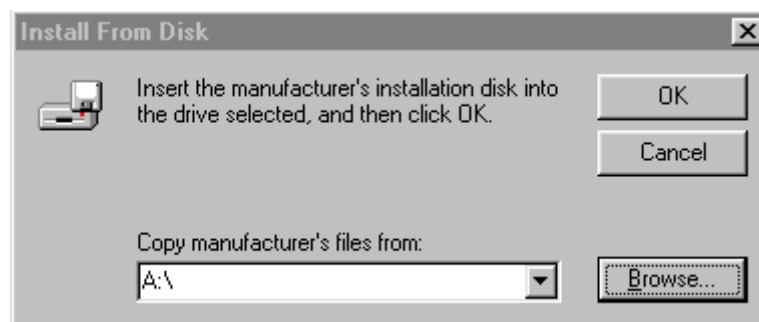 Install From Disk
Insert the manufacturer's installation disk into
the drive selected, and then click OK.
OK
Cancel
Copy manufacturer's files from:
A:\
Browse...